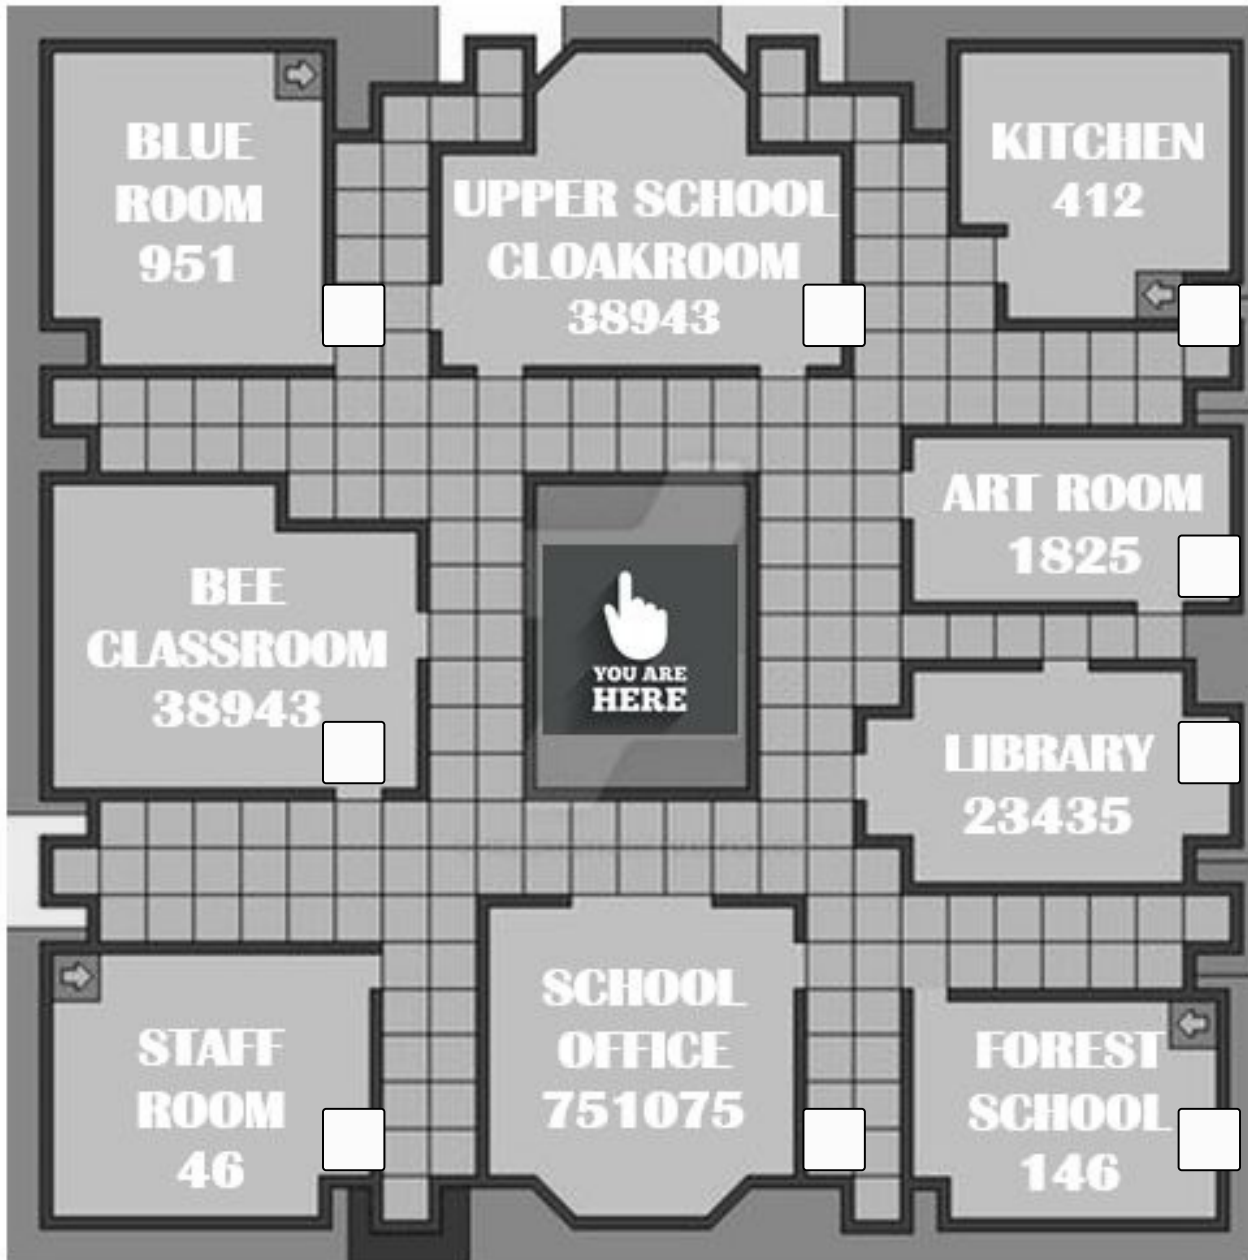 BLUE
ROOM
951
UPPER SCHOOL
CLOAKROOM
38943
KITCHEN
412
ART ROOM
1825
BEE
CLASSROOM
38943
YOU ARE
HERE
LIBRARY
23435
STAFF
ROOM
46
SCHOOL
OFFICE
751075
FOREST
SCHOOL
146